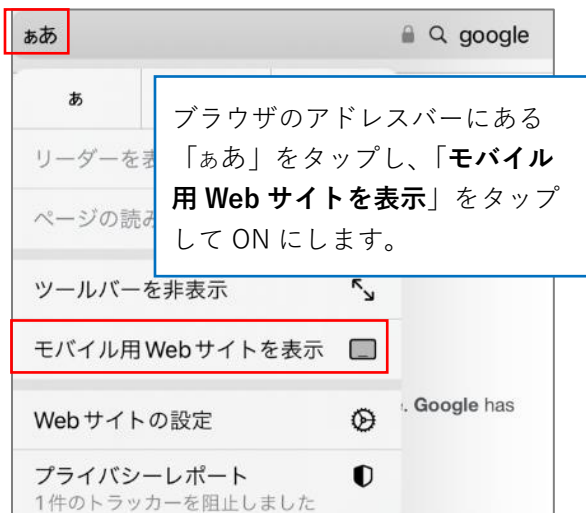 ぁあ google
あ
ブラウザのアドレスバーにある
「ぁあ」をタップし、「モバイル
用 Web サイトを表示」をタップ
して ON にします。
リーダーを表
ページの読み
ツールバーを非表示
モバイル用Webサイトを表示
. Google has
Webサイトの設定
プライバシーレポート
1件のトラッカーを阻止しました